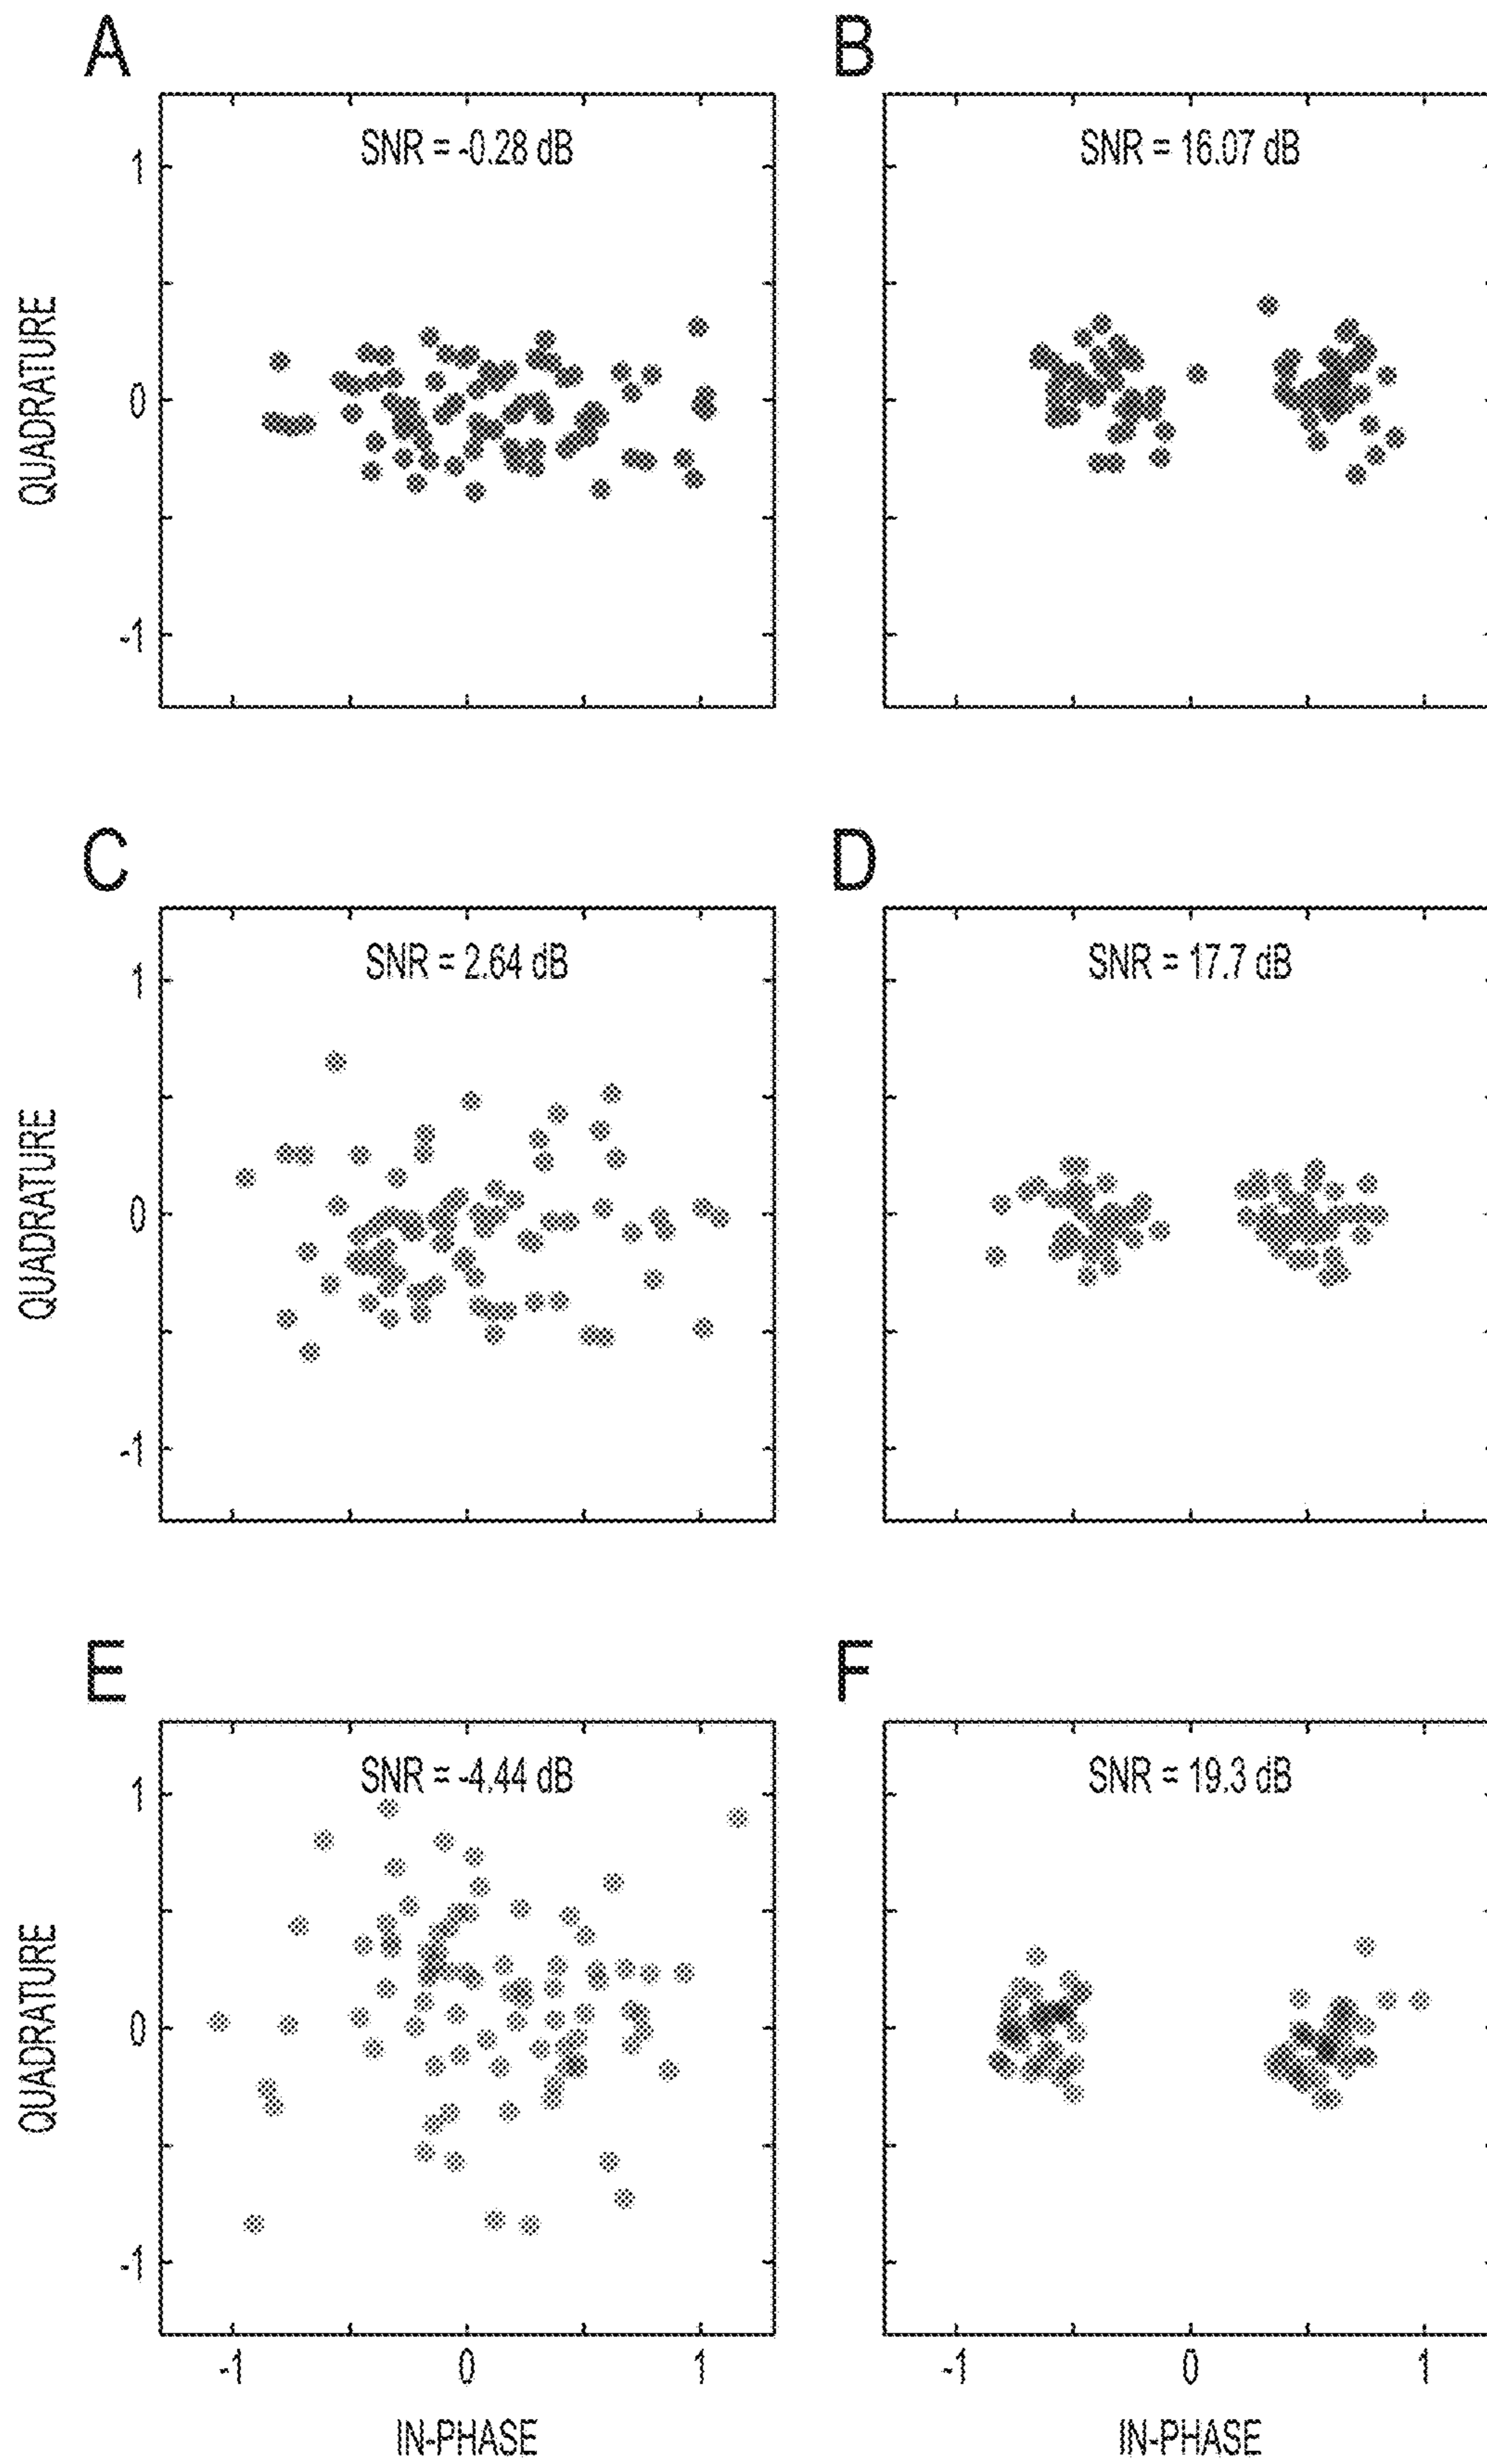 A
B
SNR = -0.28 dB
SNR = 16.07 dB
1
0
-1
QUADRATURE
C
D
SNR = 2.64 dB
SNR = 17.7 dB
1
0
-1
QUADRATURE
E
F
SNR = -4.44 dB
SNR = 19.3 dB
1
0
-1
QUADRATURE
-1 0 1
-1 0 1
IN-PHASE
IN-PHASE